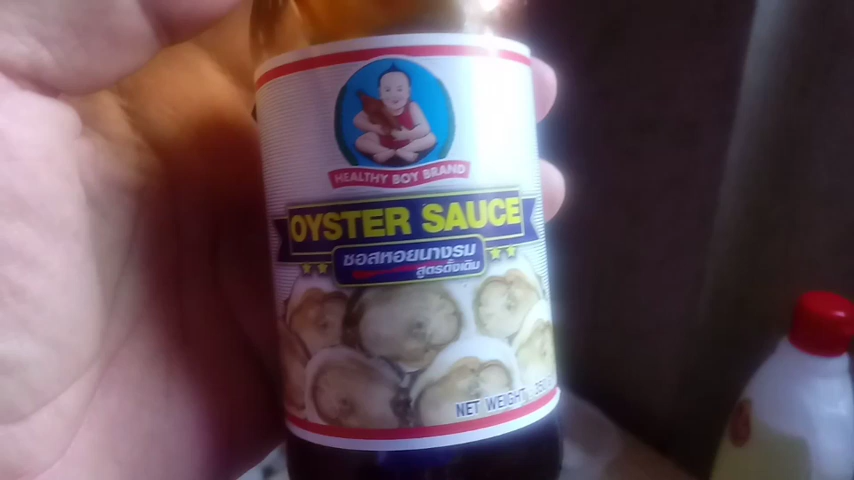 HEALTHY BOY BRAND
OYSTER SAUCE
ซอสหอยนางรม
สูตรดั้งเดิม
NET WEIGHT